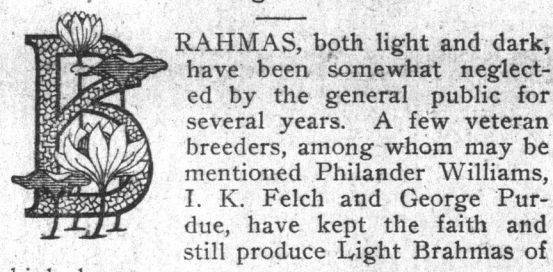 BRAHMAS, both light and dark,
have been somewhat neglect-
ed by the general public for
several years. A few veteran
breeders, among whom may be
mentioned Philander Williams,
I. K. Felch and George Pur-
due, have kept the faith and
still produce Light Brahmas of